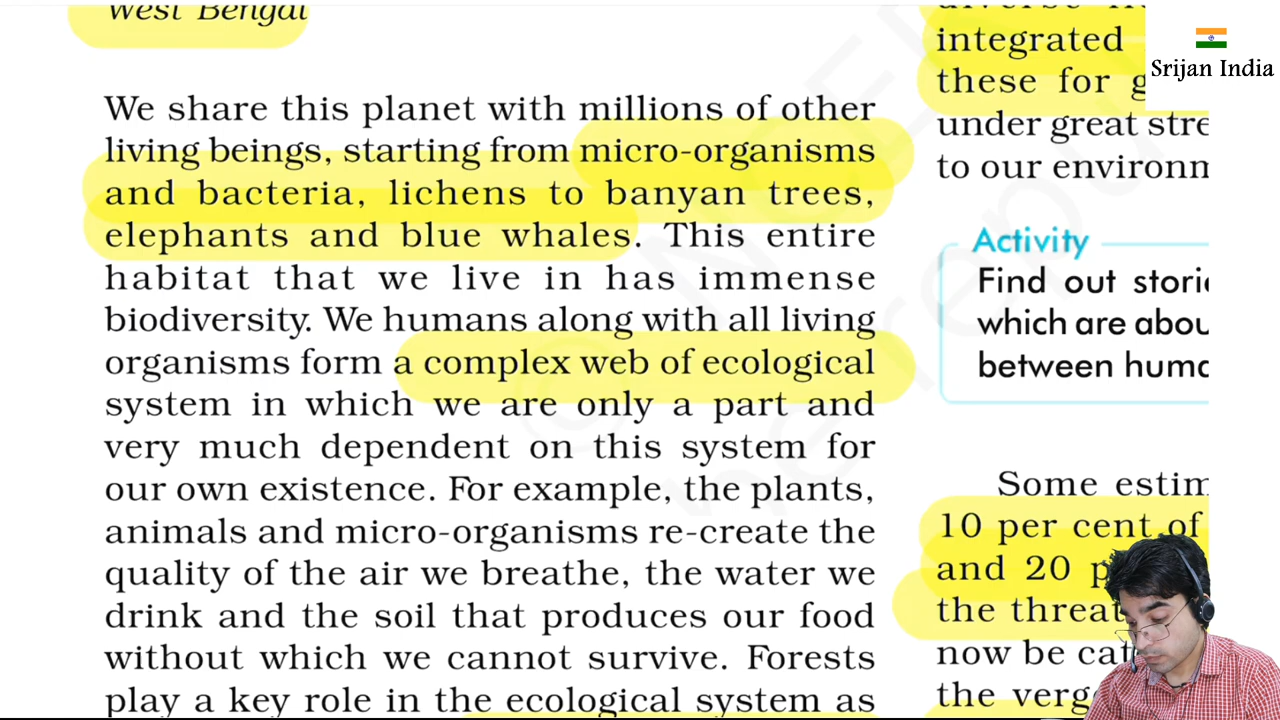 West Bengal
We share this planet with millions of other
living beings, starting from micro-organisms
and bacteria, lichens to banyan trees,
elephants and blue whales. This entire
habitat that we live in has immense
biodiversity. We humans along with all living
organisms form a complex web of ecological
system in which we are only a part and
very much dependent on this system for
our own existence. For example, the plants,
animals and micro-organisms re-create the
quality of the air we breathe, the water we
drink and the soil that produces our food
without which we cannot survive. Forests
play a key role in the ecological system as
diverse
integrated
these for g
under great stre
to our environm
Activity
Find out stori
which are abou
between huma
Some estim
10 per cent of
and 20 p
the threat
now be cat
the verg
Srijan India